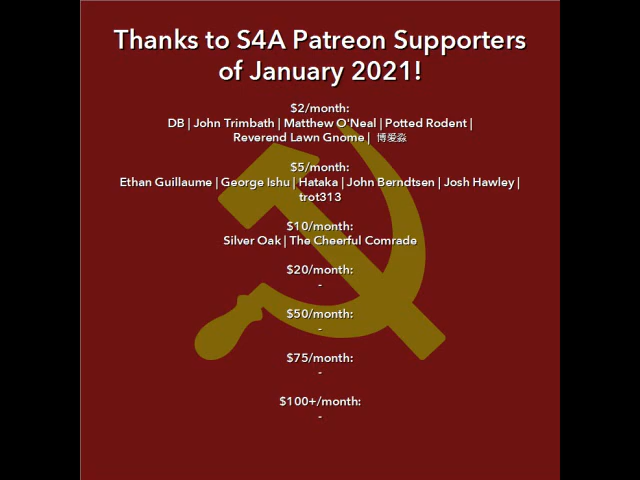 Thanks to S4A Patreon Supporters
of January 2021!
$2/month:
DB | John Trimbath | Matthew O'Neal | Potted Rodent |
Reverend Lawn Gnome | 博爱淼
$5/month:
Ethan Guillaume | George Ishu | Hataka | John Berndtsen | Josh Hawley |
trot313
$10/month:
Silver Oak | The Cheerful Comrade
$20/month:
-
$50/month:
-
$75/month:
-
$100+/month:
-